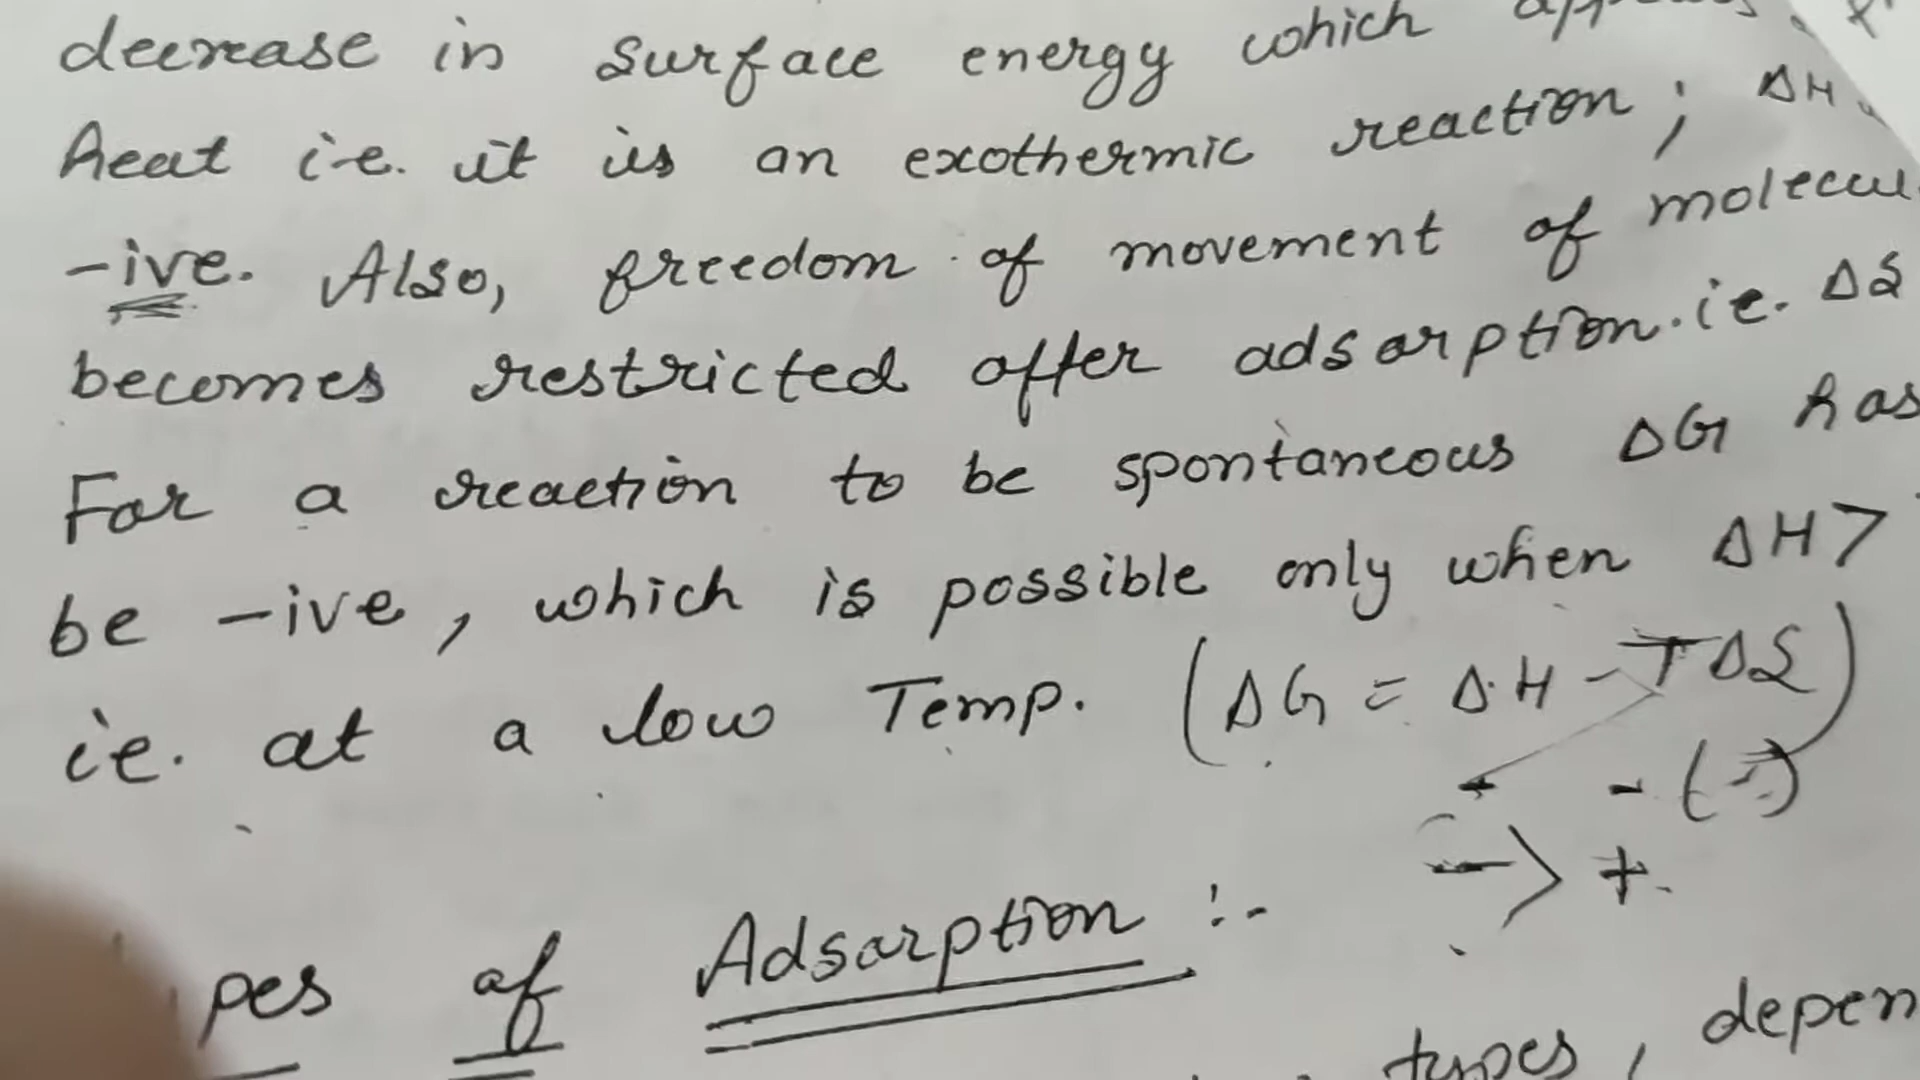 decrease in surface energy which
heat i.e. it is an exothermic reaction; ΔH
-ive. Also, freedom of movement of molecul
becomes restricted after adsorption. i.e. ΔS
For a reaction to be spontaneous ΔG has
be -ive, which is possible only when ΔH >
ie. at a low Temp. (ΔG = ΔH - TΔS)
- (-)
-> +.
pes of Adsorption :-
types, depen